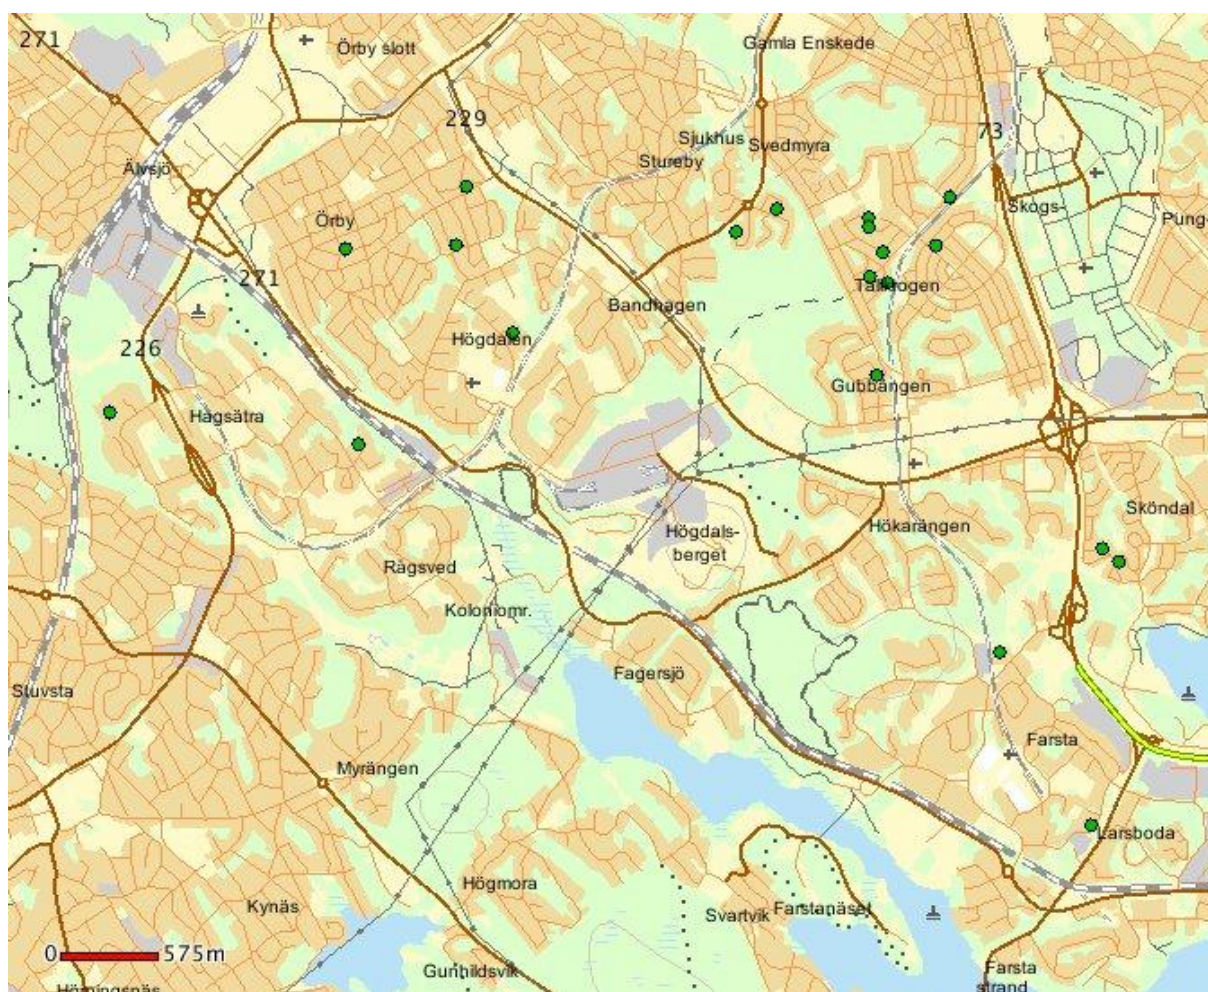 271
Örby slott
Gamla Enskede
229
73
Sjukhus
Svedmyra
Stureby
Älvsjö
Skogs-
Pung-
Örby
271
Tallkrogen
Bandhagen
Högdalen
226
Gubbängen
Hagsätra
Sköndal
Hökarängen
Högdals-
berget
Rågsved
Koloniomr.
Fagersjö
Stuvsta
Farsta
Myrängen
Larsboda
Högmora
Kynäs
Svartvik
Farstanäset
0
575m
Gunhildsvik
Farsta
strand